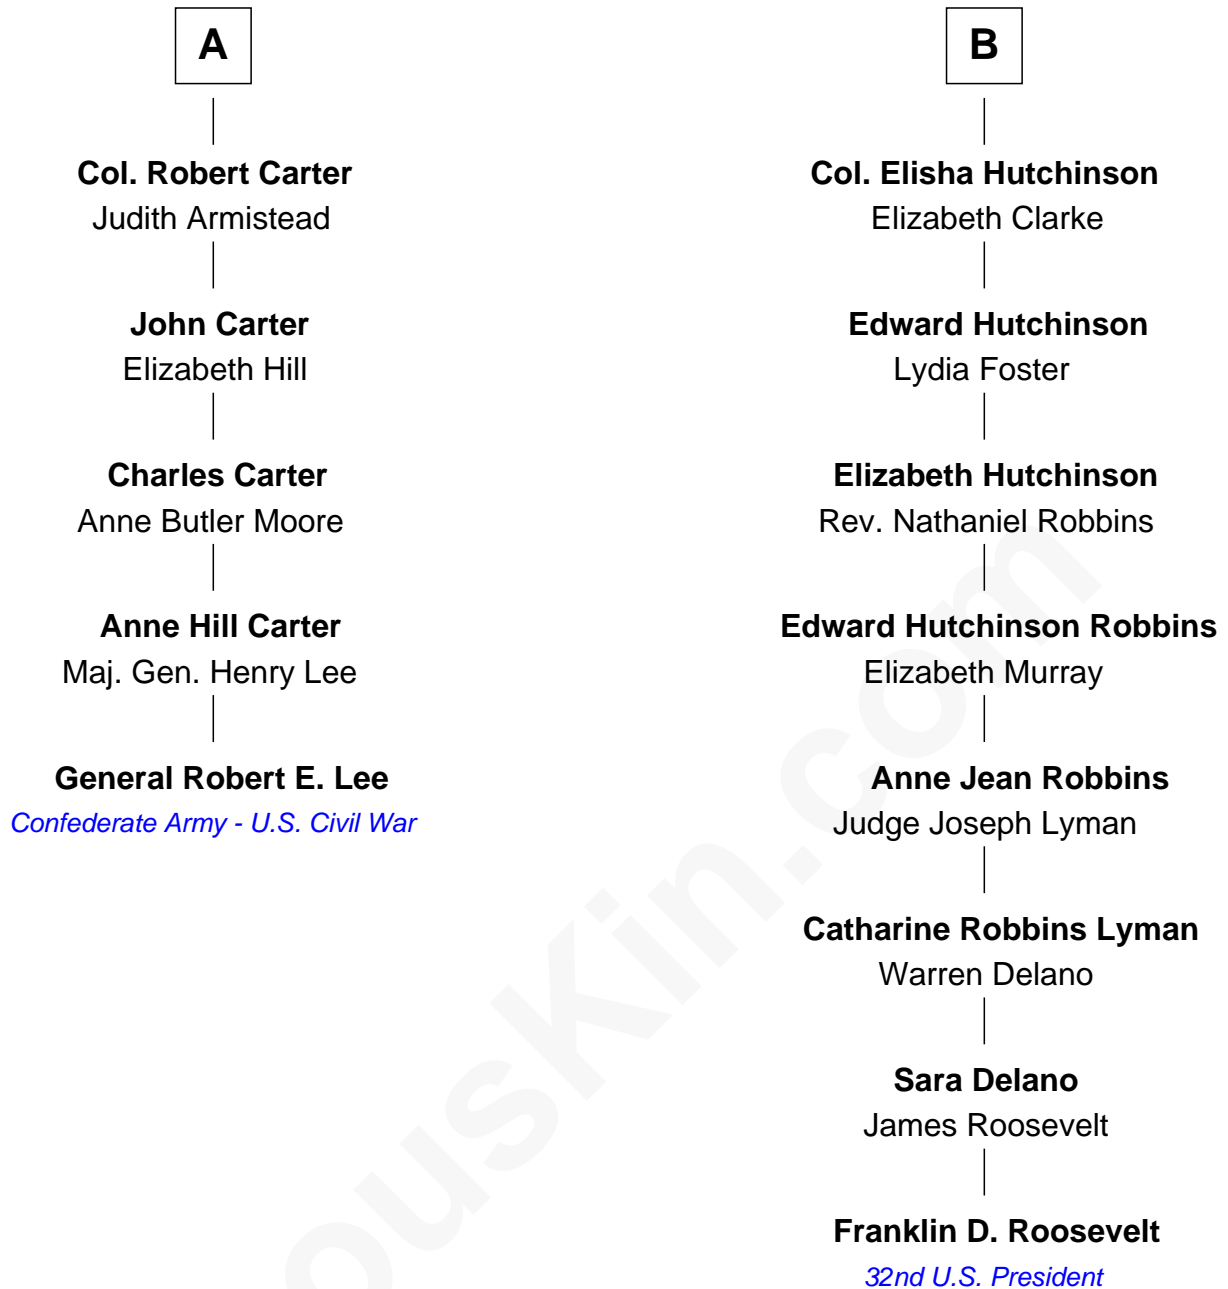 A
Col. Robert Carter
Judith Armistead
John Carter
Elizabeth Hill
Charles Carter
Anne Butler Moore
Anne Hill Carter
Maj. Gen. Henry Lee
General Robert E. Lee
Confederate Army - U.S. Civil War
B
Col. Elisha Hutchinson
Elizabeth Clarke
Edward Hutchinson
Lydia Foster
Elizabeth Hutchinson
Rev. Nathaniel Robbins
Edward Hutchinson Robbins
Elizabeth Murray
Anne Jean Robbins
Judge Joseph Lyman
Catharine Robbins Lyman
Warren Delano
Sara Delano
James Roosevelt
Franklin D. Roosevelt
32nd U.S. President
ousKin.com